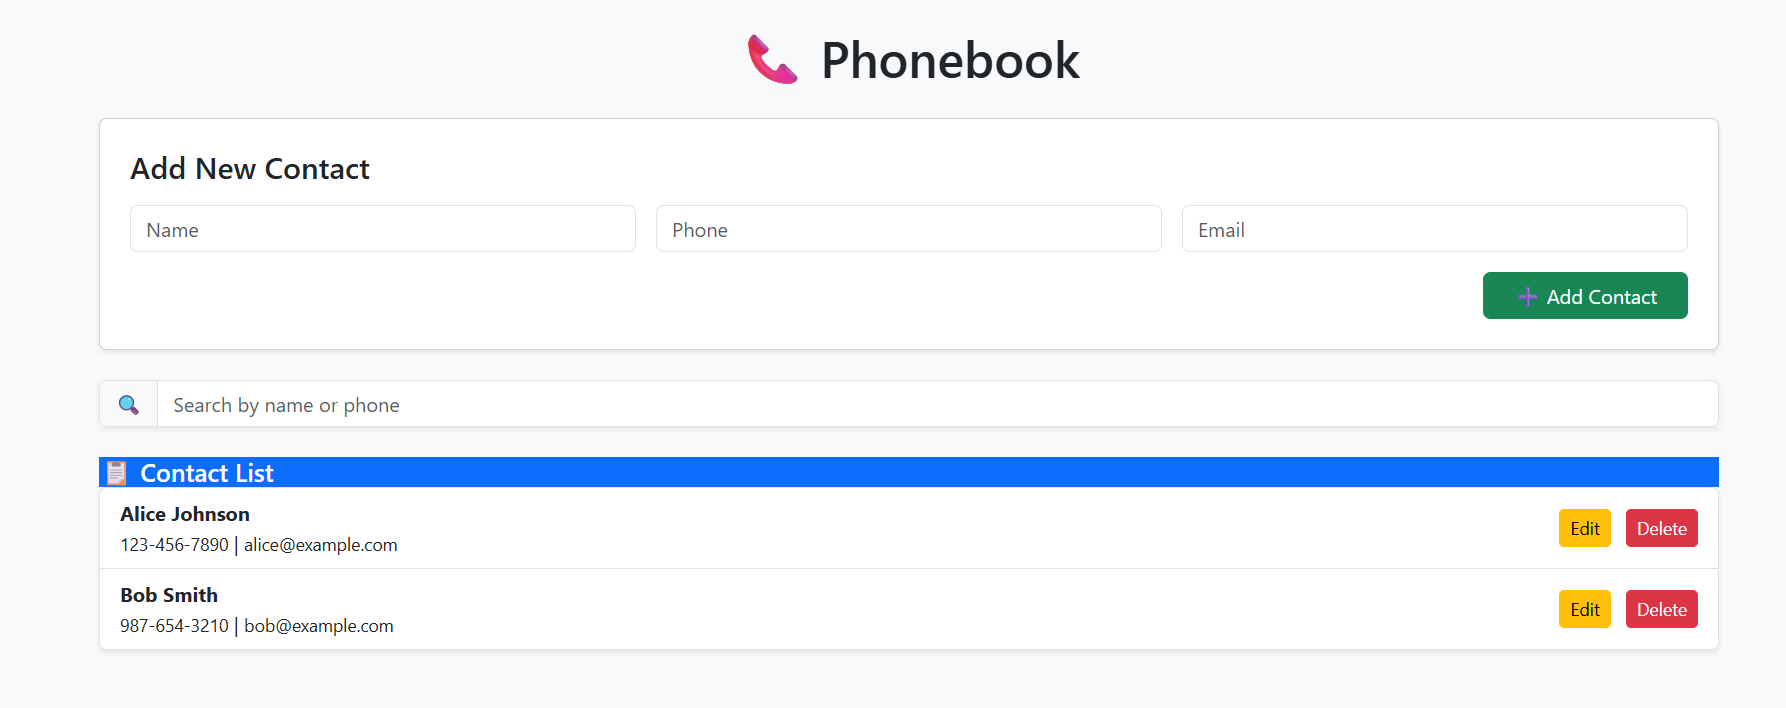 Phonebook
Add New Contact
Name Phone Email
Add Contact
Search by name or phone
Contact List
Alice Johnson
123-456-7890 | alice@example.com
Edit Delete
Bob Smith
987-654-3210 | bob@example.com
Edit Delete